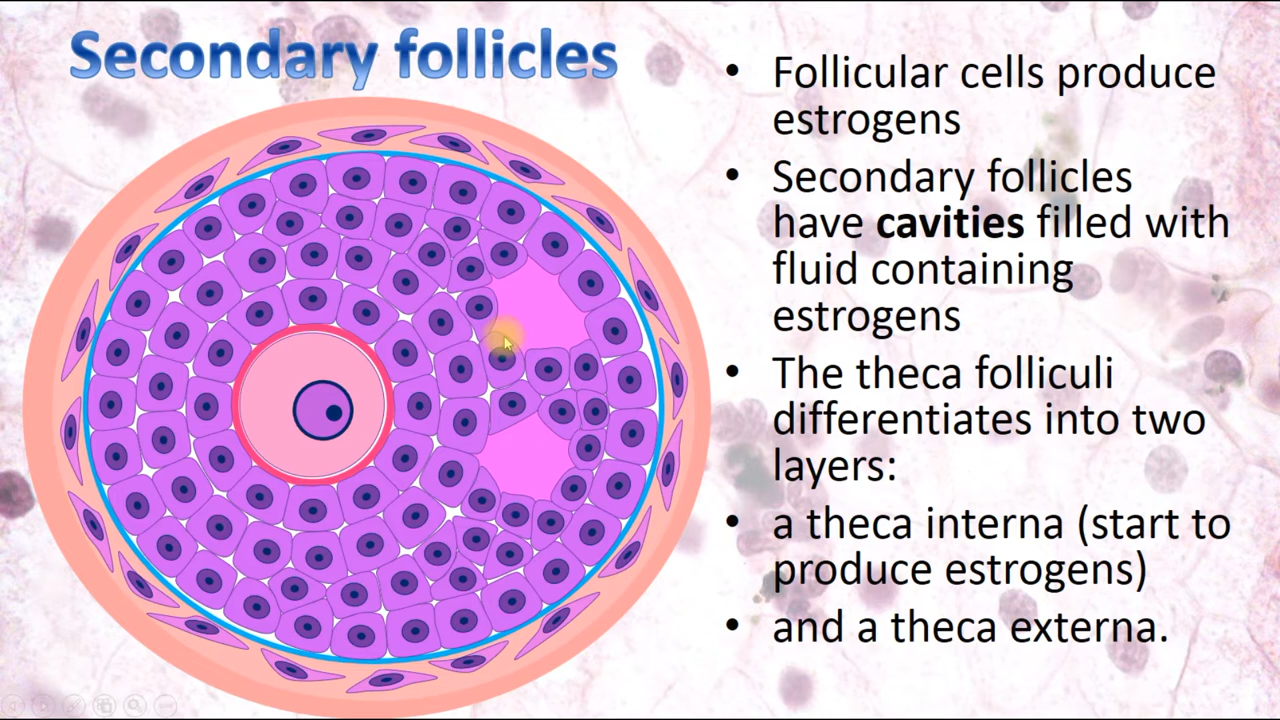 Secondary follicles
• Follicular cells produce
estrogens
• Secondary follicles
have cavities filled with
fluid containing
estrogens
• The theca folliculi
differentiates into two
layers:
• a theca interna (start to
produce estrogens)
• and a theca externa.